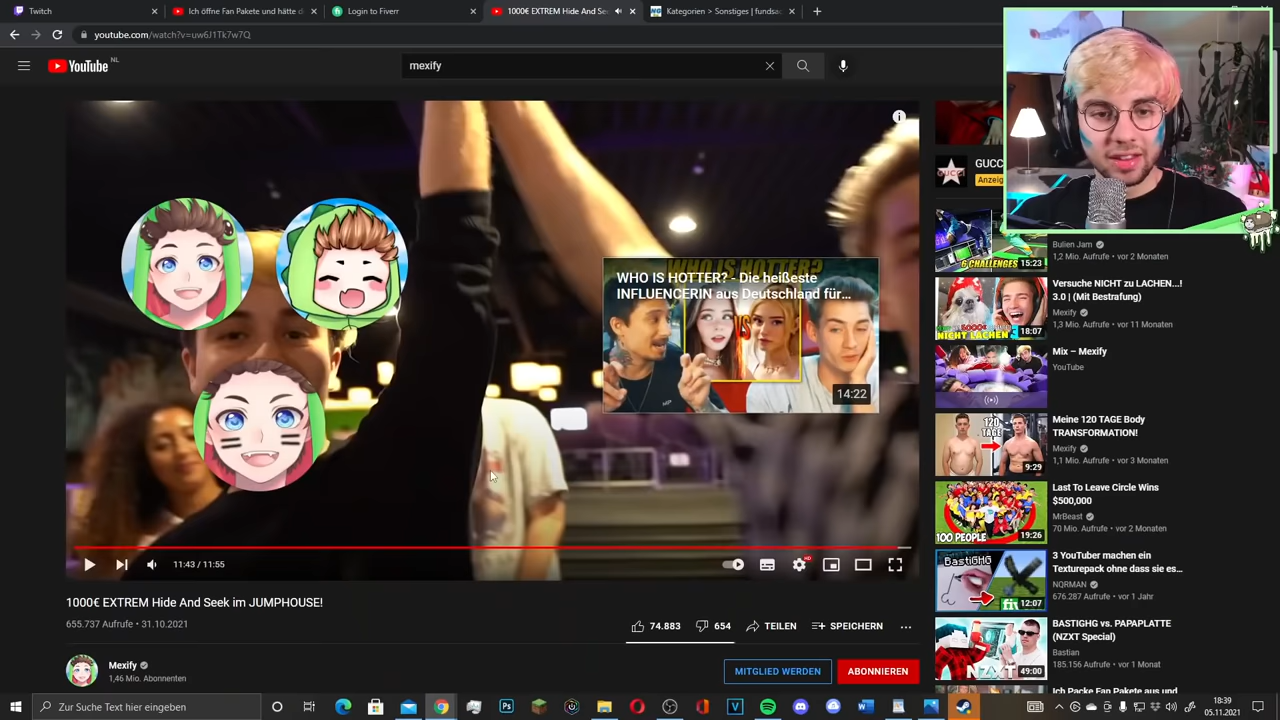 Twitch
Ich öffne Fan Pakete und hätte d
Login to Fiverr
1000€ EXTREM Hide And See
Kategorien > Sonstiges | fundsac
youtube.com/watch?v=uw6J1Tk7w7Q
YouTube NL
mexify
WHO IS HOTTER? - Die heißeste
INFLUENCERIN aus Deutschland für...
VS
14:22
11:43 / 11:55
HD
1000€ EXTREM Hide And Seek im JUMPHOUSE!
655.737 Aufrufe • 31.10.2021
74.883
654
TEILEN
SPEICHERN
Mexify
1,46 Mio. Abonnenten
MITGLIED WERDEN
ABONNIEREN
GUCC
Anzeig
6 CHALLENGES
15:23
Bulien Jam
1,2 Mio. Aufrufe • vor 2 Monaten
NICHT LACHEN
18:07
Versuche NICHT zu LACHEN...!
3.0 | (Mit Bestrafung)
Mexify
1,3 Mio. Aufrufe • vor 11 Monaten
Mix – Mexify
YouTube
120
TAGE
9:29
Meine 120 TAGE Body
TRANSFORMATION!
Mexify
1,1 Mio. Aufrufe • vor 3 Monaten
100 PEOPLE
19:26
Last To Leave Circle Wins
$500,000
MrBeast
70 Mio. Aufrufe • vor 2 Monaten
BastiGHG
12:07
3 YouTuber machen ein
Texturepack ohne dass sie es...
NQRMAN
676.287 Aufrufe • vor 1 Jahr
NZXT
49:00
BASTIGHG vs. PAPAPLATTE
(NZXT Special)
Bastian
185.156 Aufrufe • vor 1 Monat
Ich Packe Fan Pakete aus und
Zur Suche Text hier eingeben
18:39
05.11.2021